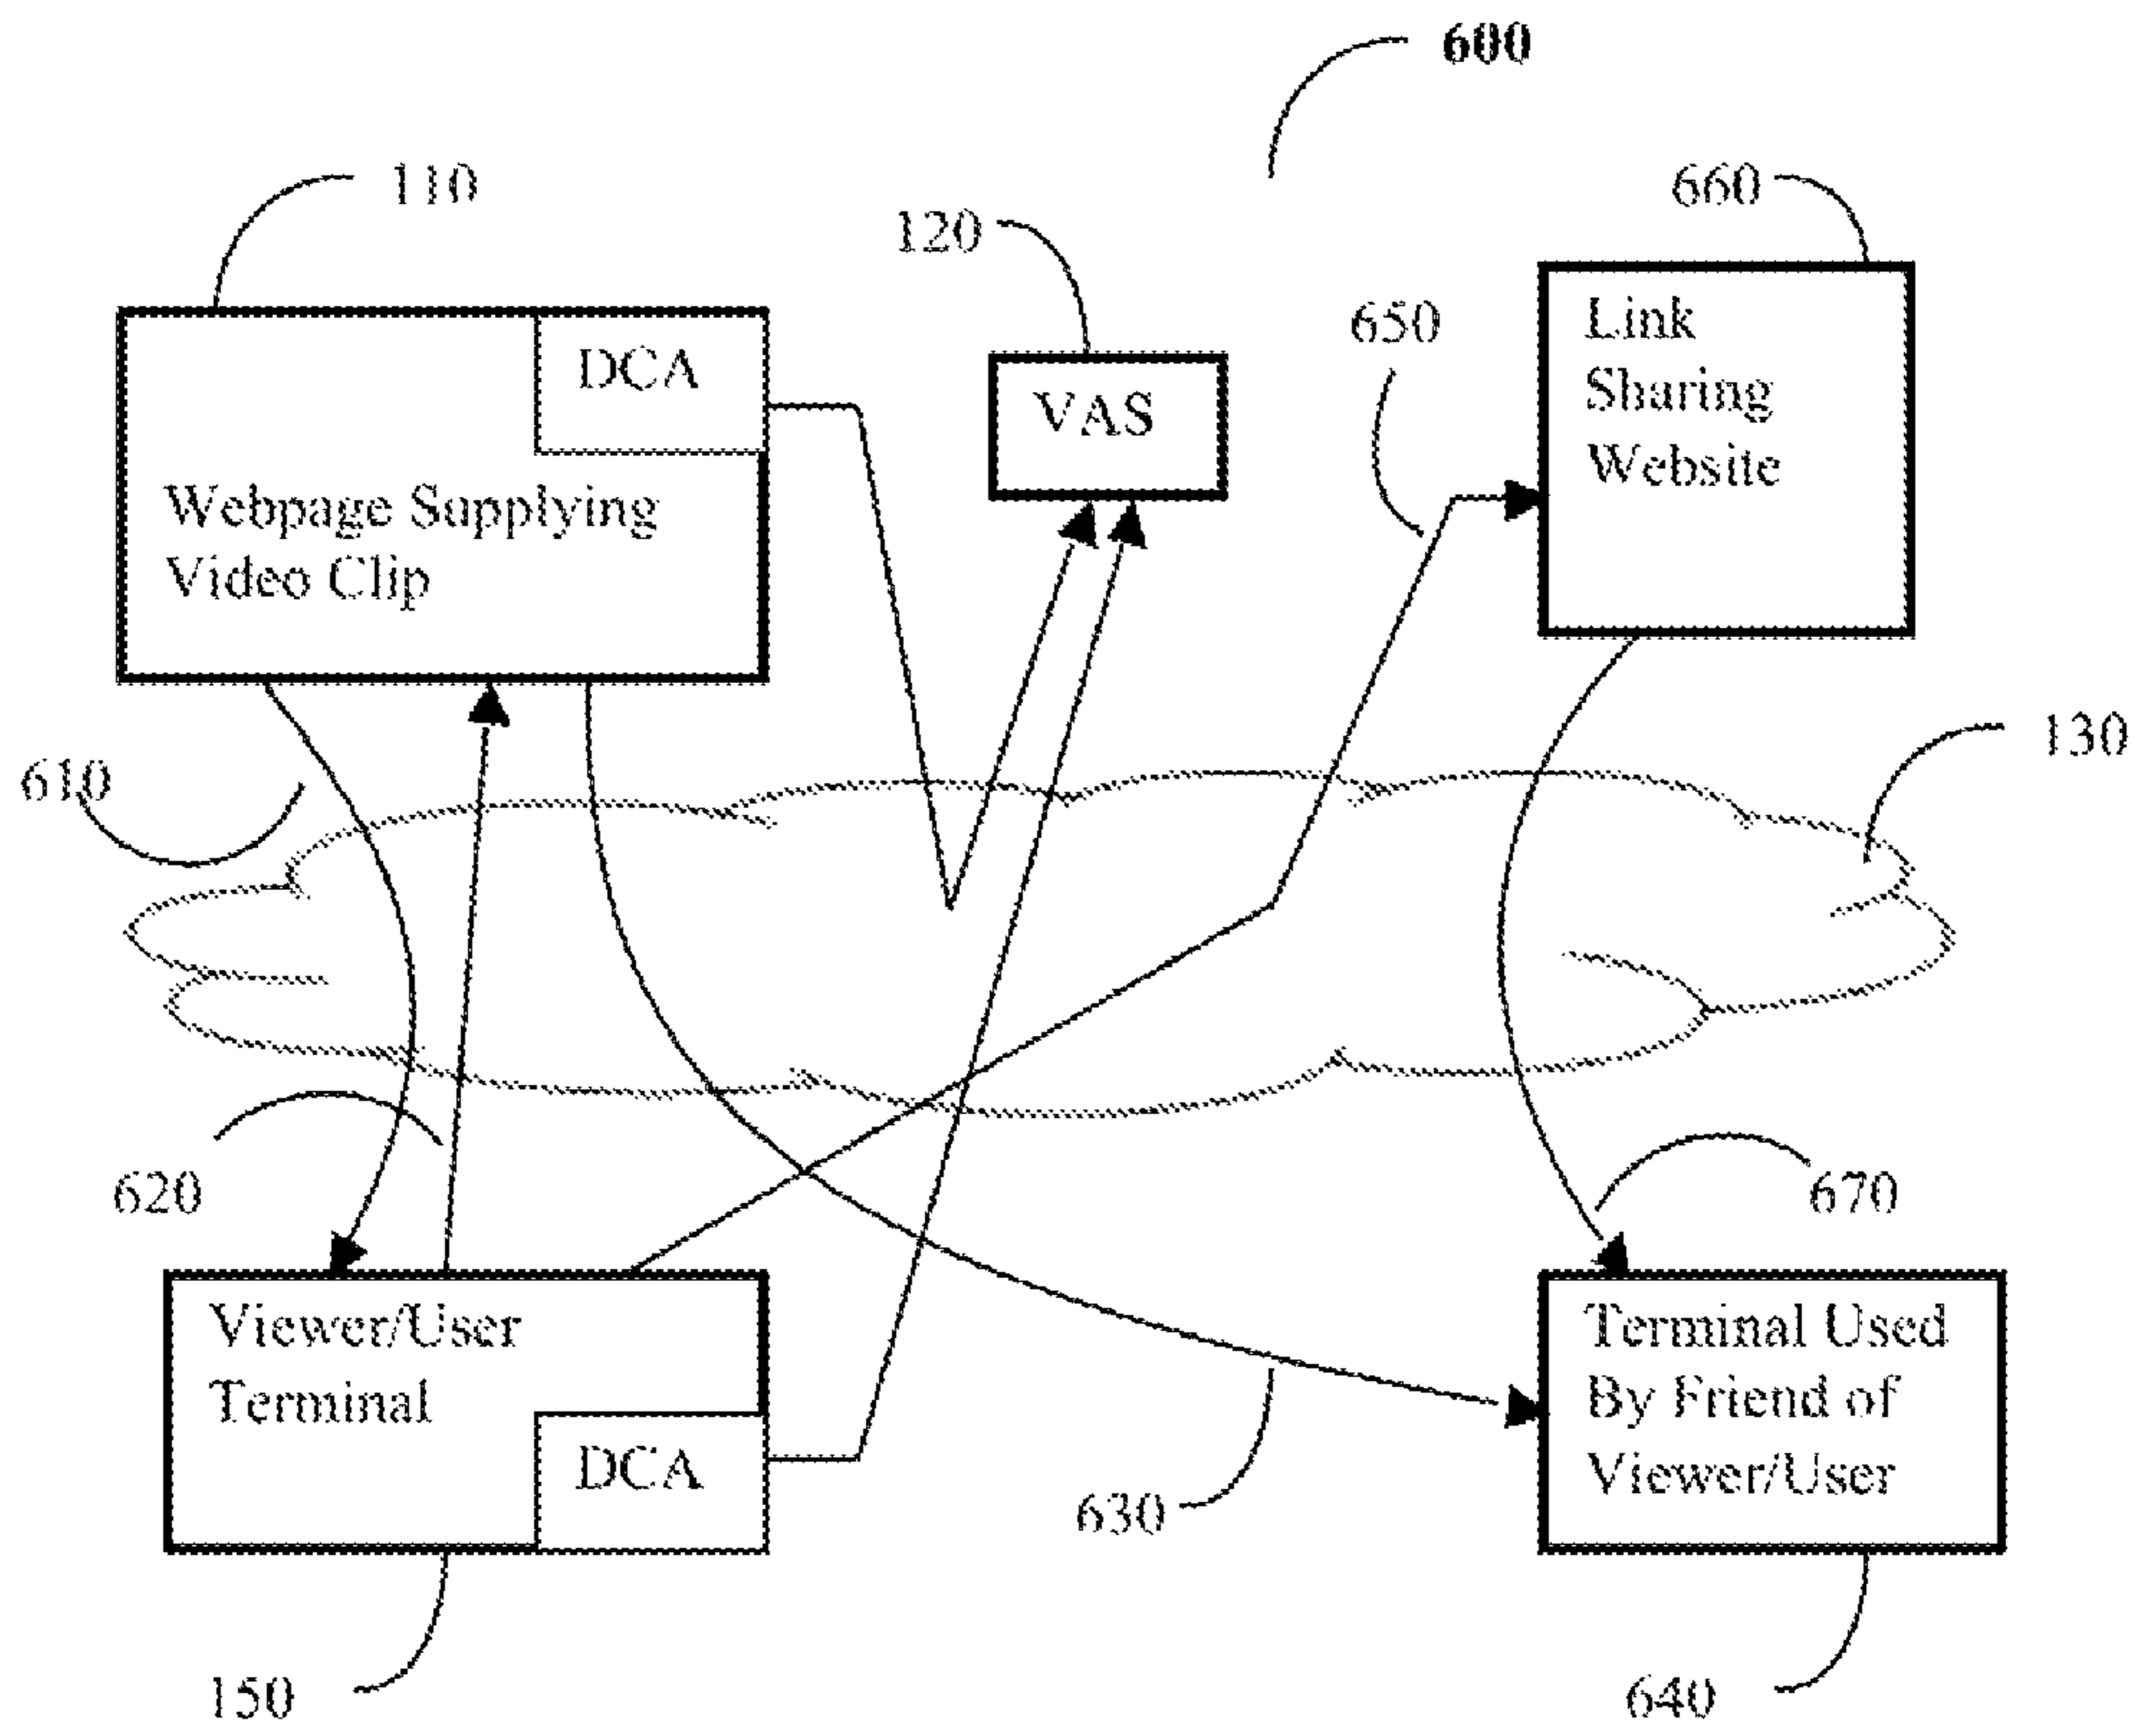 600
110
660
120
650
DCA
Webpage Supplying
Video Clip
VAS
Link
Sharing
Website
130
610
620
670
Viewer/User
Terminal
DCA
Terminal Used
By Friend of
Viewer/User
630
150
640